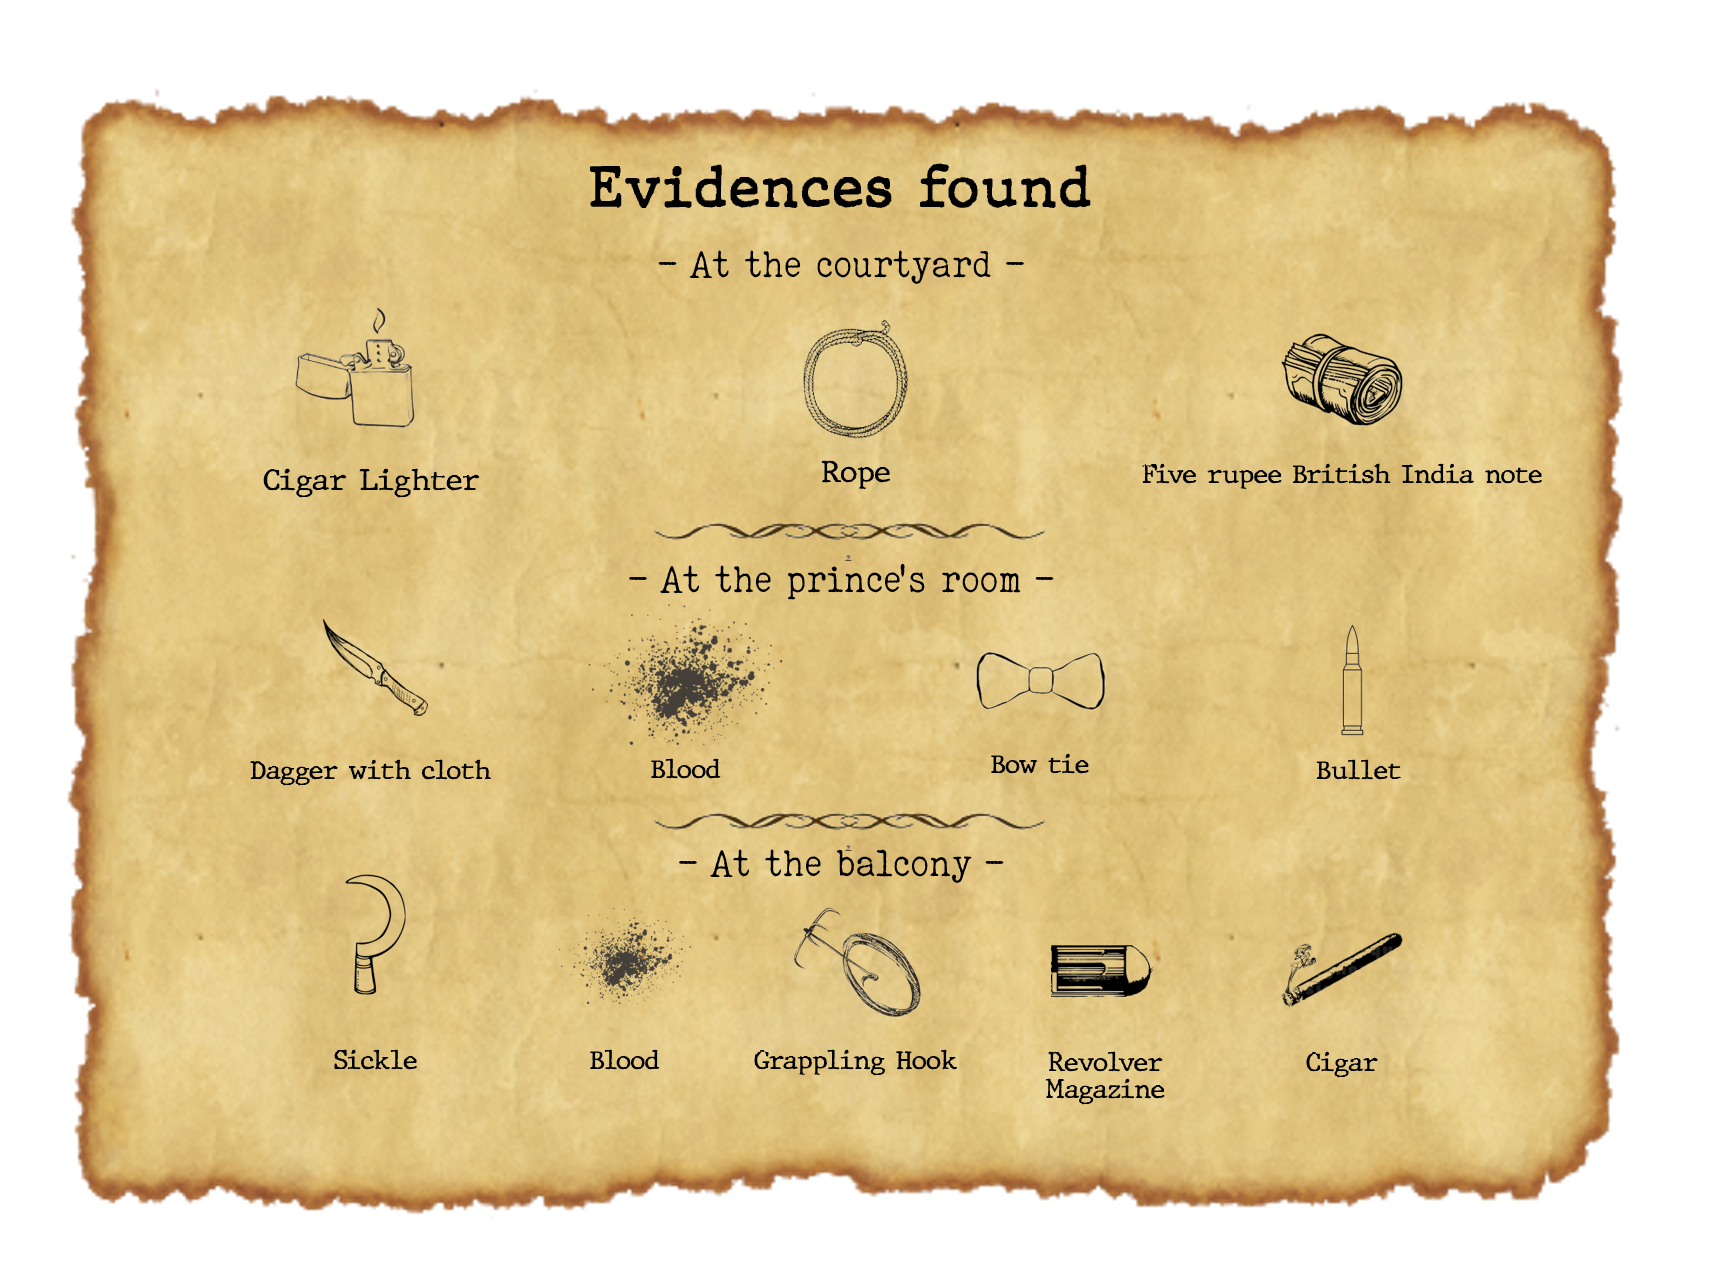 Evidences found
- At the courtyard -
Cigar Lighter
Rope
Five rupee British India note
- At the prince's room -
Dagger with cloth
Blood
Bow tie
Bullet
- At the balcony -
Sickle
Blood
Grappling Hook
Revolver
Magazine
Cigar